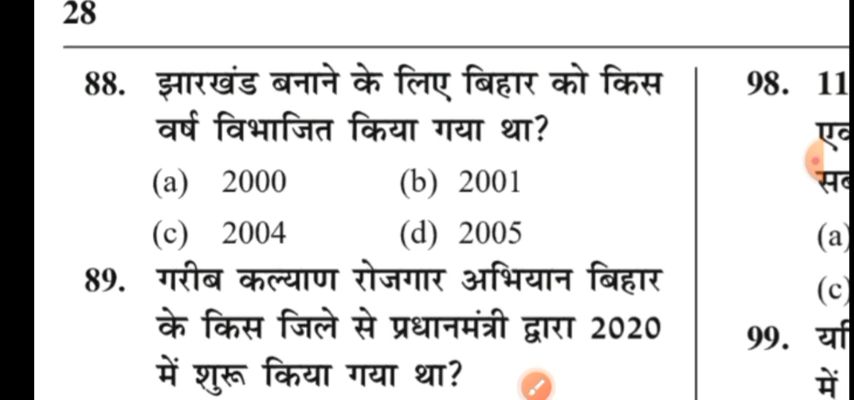 28
88. झारखंड बनाने के लिए बिहार को किस
वर्ष विभाजित किया गया था?
(a) 2000 (b) 2001
(c) 2004 (d) 2005
89. गरीब कल्याण रोजगार अभियान बिहार
के किस जिले से प्रधानमंत्री द्वारा 2020
में शुरू किया गया था?
98. 11
(a)
(c)
99.
में